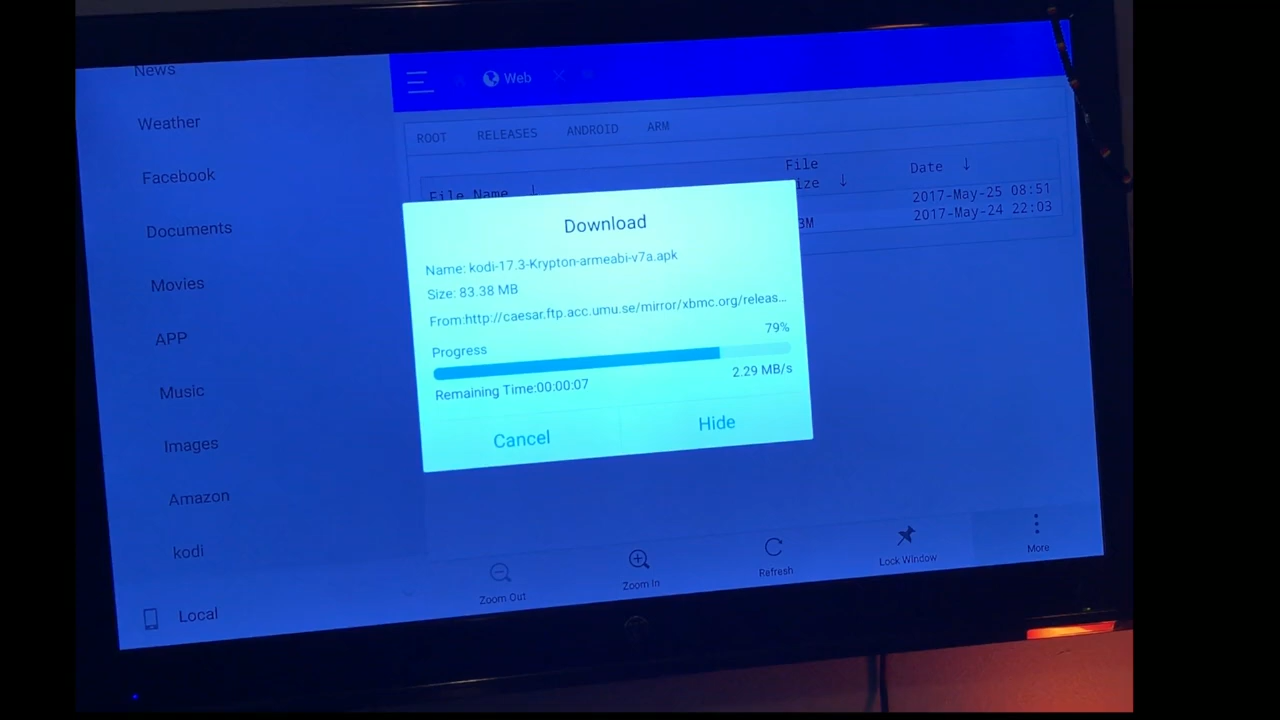 News
Weather
Facebook
Documents
Movies
APP
Music
Images
Amazon
kodi
Local
Web
ROOT RELEASES ANDROID ARM
File Name ↓
File
ize ↓
Date ↓
2017-May-25 08:51
3M 2017-May-24 22:03
Download
Name: kodi-17.3-Krypton-armeabi-v7a.apk
Size: 83.38 MB
From:http://caesar.ftp.acc.umu.se/mirror/xbmc.org/releas...
79%
Progress
Remaining Time:00:00:07 2.29 MB/s
Cancel Hide
Zoom Out Zoom In Refresh Lock Window More